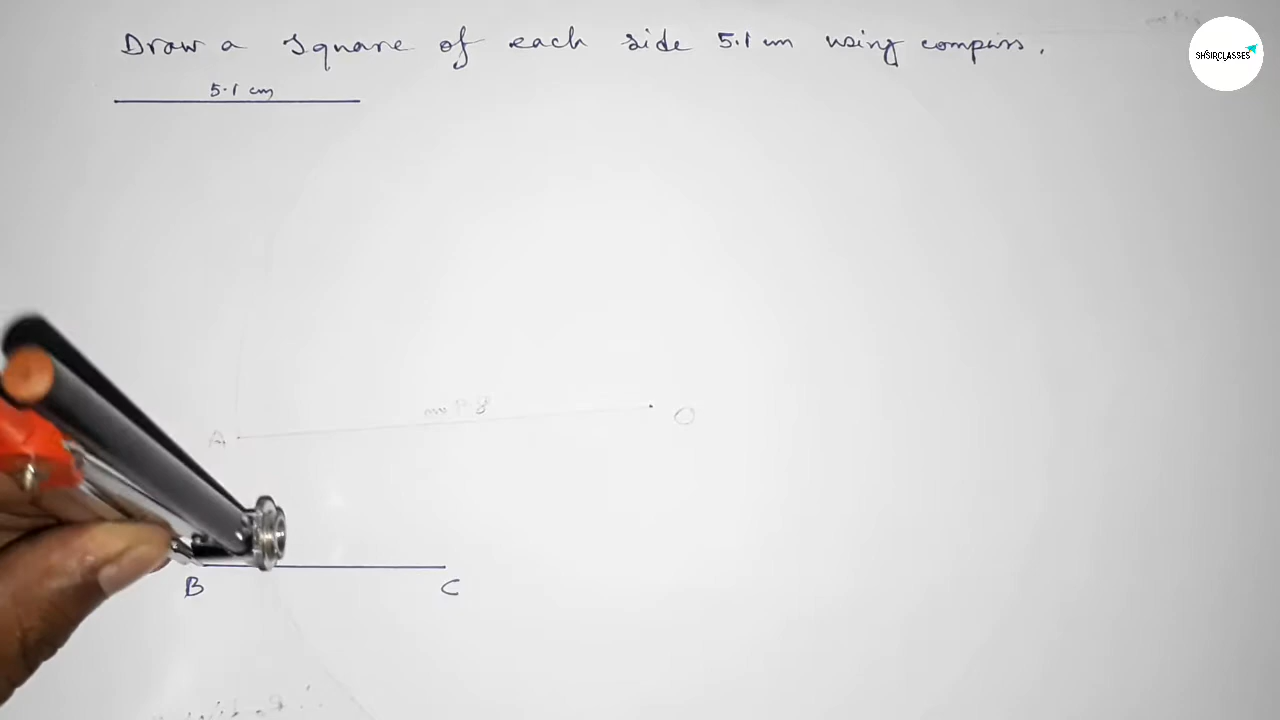 Draw a square of each side 5.1 cm using compass.
SHSIRCLASSES
5.1 cm
A
O
B
C